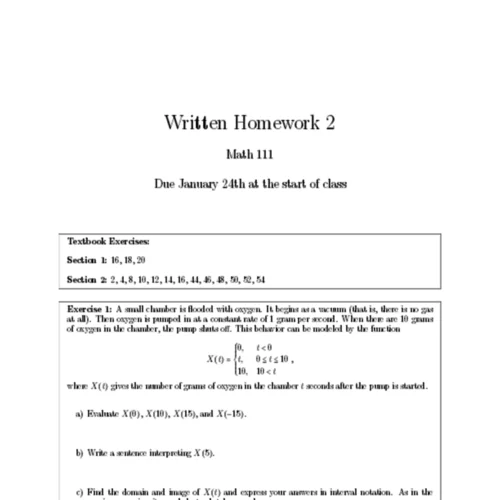 Written Homework 2
Math 111
Due January 24th at the start of class
Textbook Exercises:
Section 1: 16, 18, 20
Section 2: 2, 4, 8, 10, 12, 14, 16, 44, 46, 48, 50, 52, 54
Exercise 1: A small chamber is flooded with oxygen. It begins as a vacuum (that is, there is no gas
at all). Then oxygen is pumped in at a constant rate of 1 gram per second. When there are 10 grams
of oxygen in the chamber, the pump shuts off. This behavior can be modeled by the function
X(t) = {0, t < 0
t, 0 ≤ t ≤ 10 ,
10, 10 < t
where X(t) gives the number of grams of oxygen in the chamber t seconds after the pump is started.
a) Evaluate X(0), X(10), X(15), and X(−15).
b) Write a sentence interpreting X(5).
c) Find the domain and image of X(t) and express your answers in interval notation. As in the